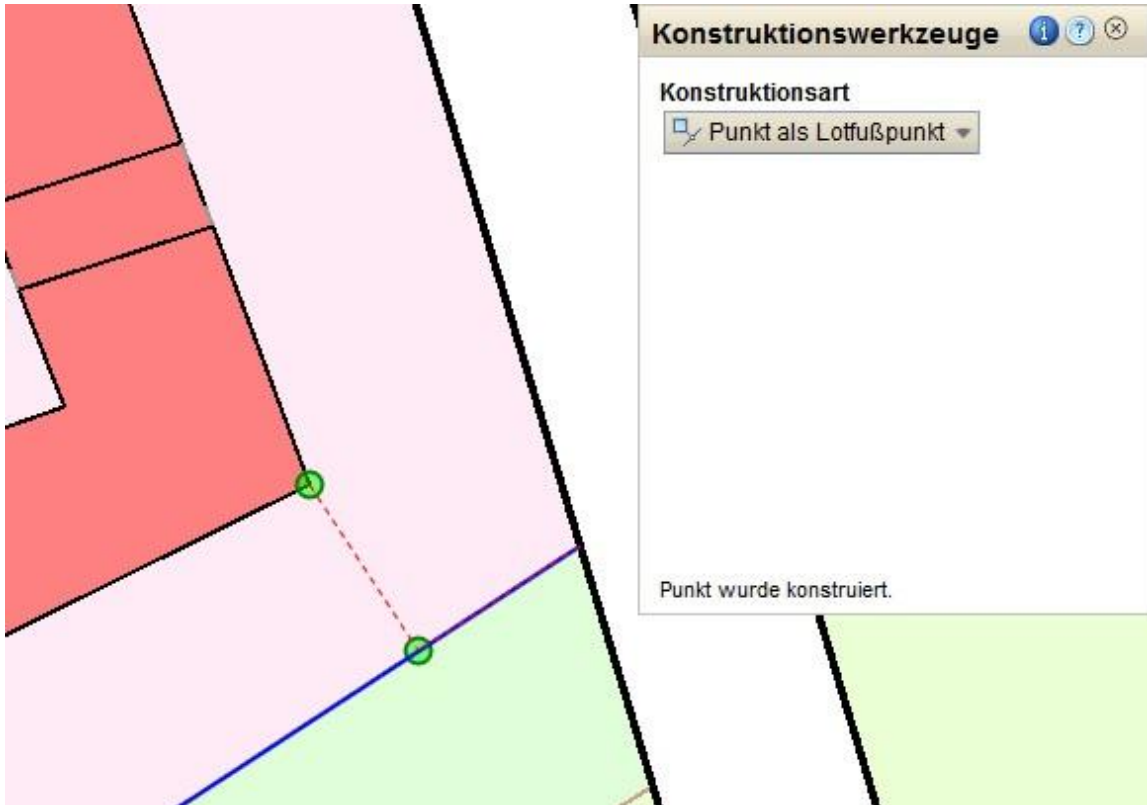 Konstruktionswerkzeuge
Konstruktionsart
Punkt als Lotfußpunkt
Punkt wurde konstruiert.